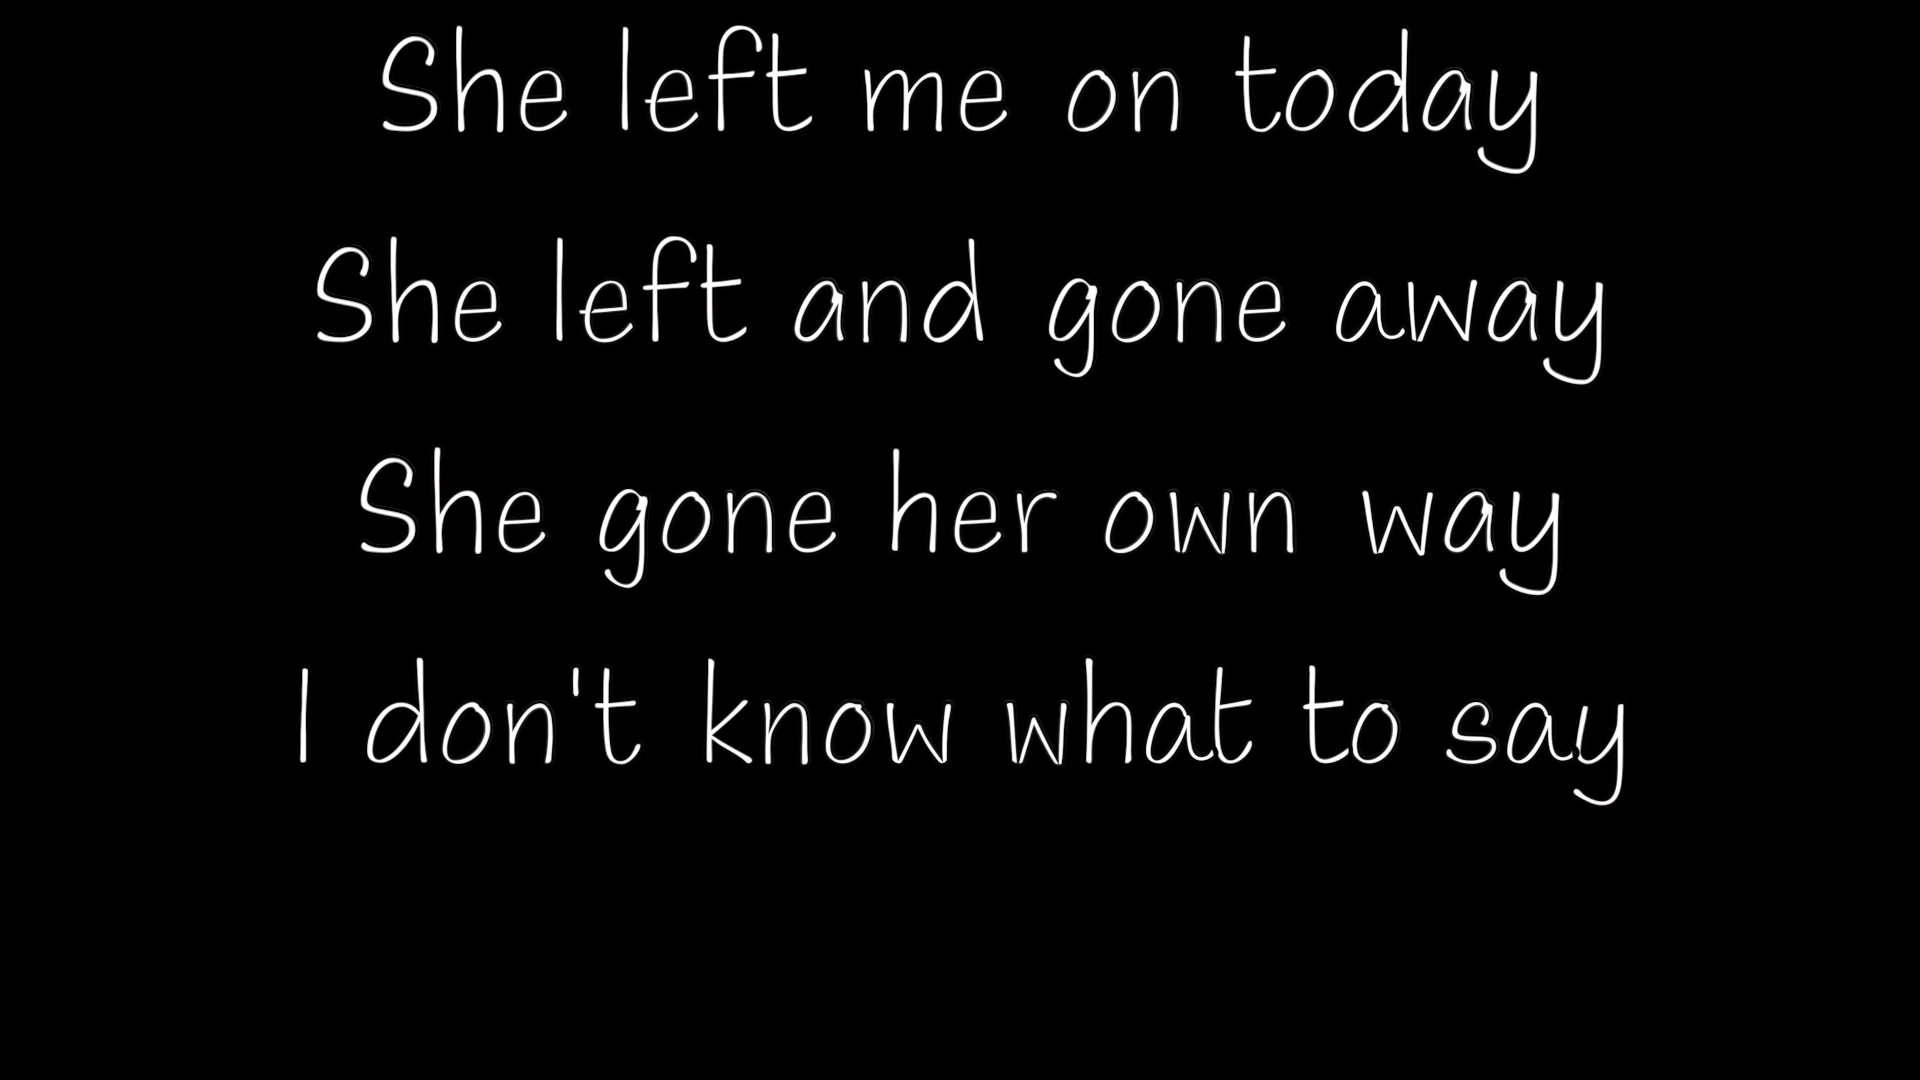 She left me on today
She left and gone away
She gone her own way
I don't know what to say